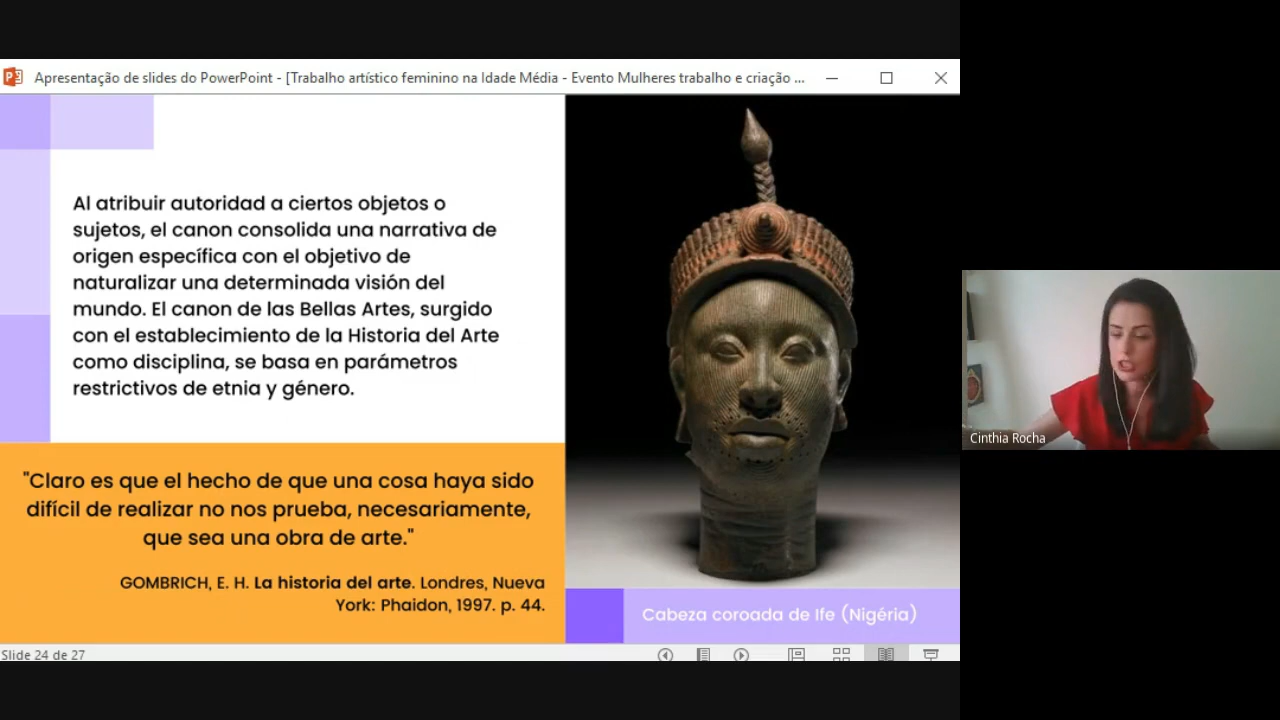 Apresentação de slides do PowerPoint - [Trabalho artístico feminino na Idade Média - Evento Mulheres trabalho e criação ...
Al atribuir autoridad a ciertos objetos o
sujetos, el canon consolida una narrativa de
origen específica con el objetivo de
naturalizar una determinada visión del
mundo. El canon de las Bellas Artes, surgido
con el establecimiento de la Historia del Arte
como disciplina, se basa en parámetros
restrictivos de etnia y género.
"Claro es que el hecho de que una cosa haya sido
difícil de realizar no nos prueba, necesariamente,
que sea una obra de arte."
GOMBRICH, E. H. La historia del arte. Londres, Nueva
York: Phaidon, 1997. p. 44.
Cabeza coroada de Ife (Nigéria)
Slide 24 de 27
Cinthia Rocha